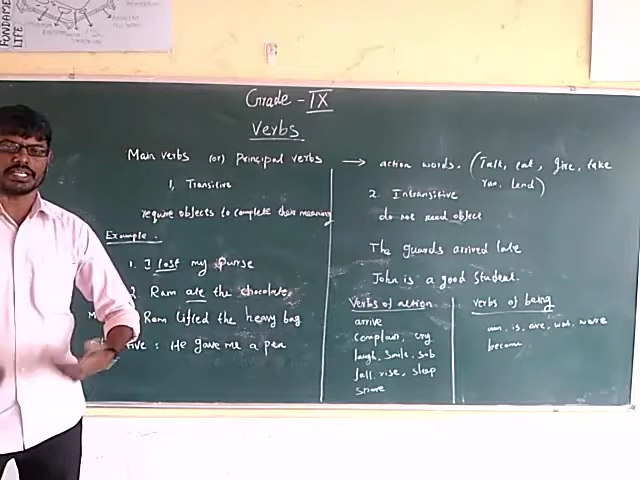 FUNDAME
LIFE
Grade - IX
Verbs
Main verbs (or) Principal verbs → action words. (Talk, eat, give, take
run, lend)
1, Transitive
require objects to complete their meaning
Example.
1. I lost my purse
2. Ram ate the chocolate.
Ram lifted the heavy bag
: He gave me a pen
2. Intransitive
do not need object
The guards arrived late
John is a good student.
Verbs of action
arrive
Complain, cry
laugh, smile, sob
fall, rise, sleep
snore
Verbs of being
am, is, are, was, were
become